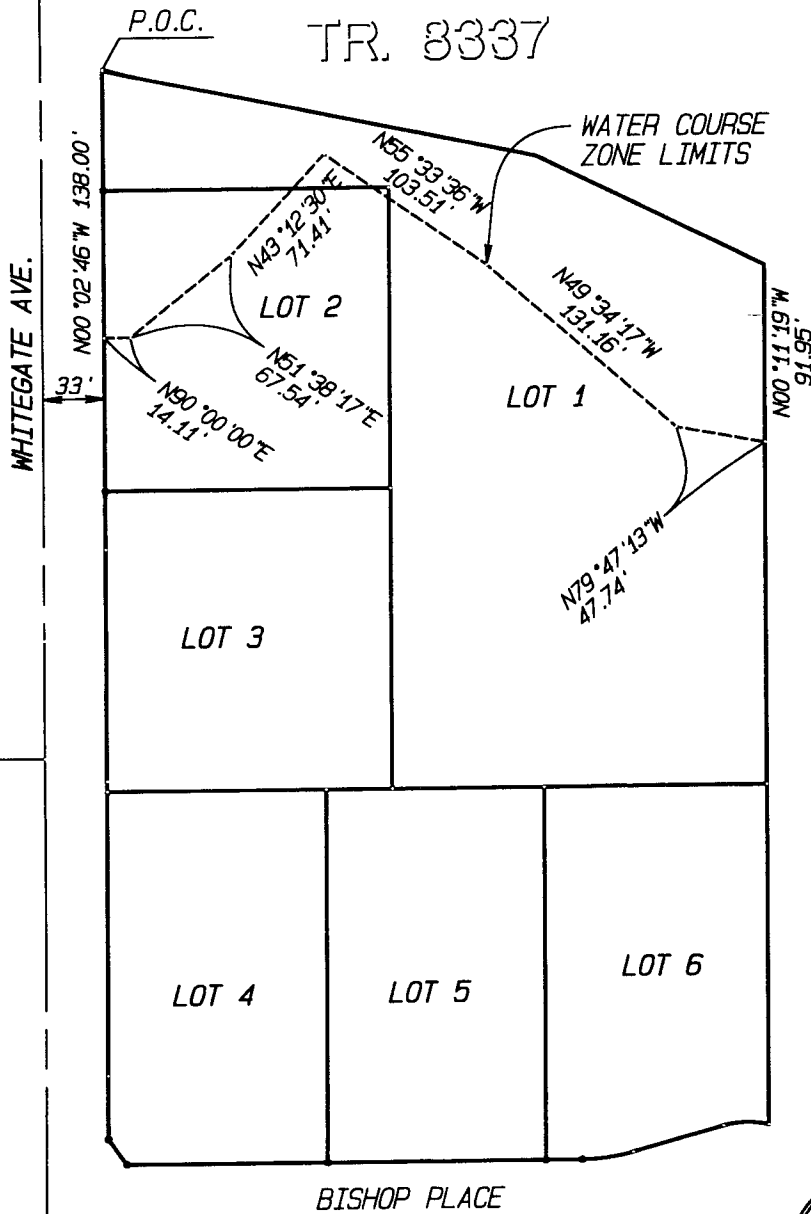 P.O.C.
TR. 8337
WATER COURSE
ZONE LIMITS
N00°02'46"W 138.00'
N55°33'36"W
103.51'
N43°12'30"E
71.41'
LOT 2
N49°34'17"W
131.16'
N00°11'19"W
91.95'
WHITEGATE AVE.
33'
N51°38'17"E
67.54'
N90°00'00"E
14.11'
LOT 1
N79°47'13"W
47.74'
LOT 3
LOT 4
LOT 5
LOT 6
BISHOP PLACE